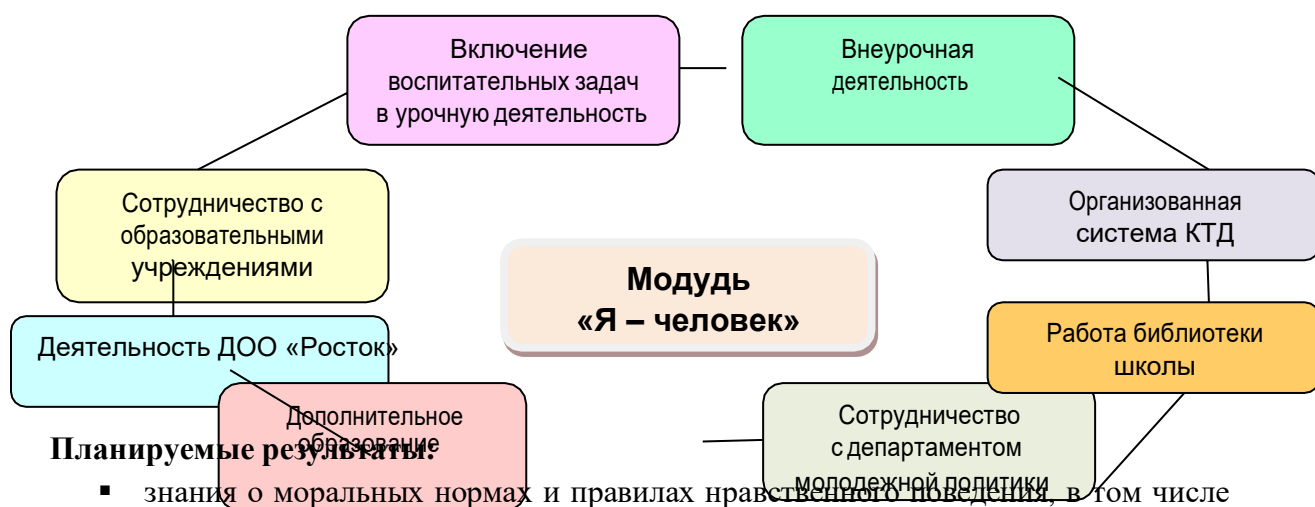 Включение
воспитательных задач
в урочную деятельность
Внеурочная
деятельность
Сотрудничество с
образовательными
учреждениями
Организованная
система КТД
Модудь
«Я – человек»
Деятельность ДОО «Росток»
Работа библиотеки
школы
Дополнительное
образование
Сотрудничество
с департаментом
молодежной политики
Планируемые результаты:
▪ знания о моральных нормах и правилах нравственного поведения, в том числе